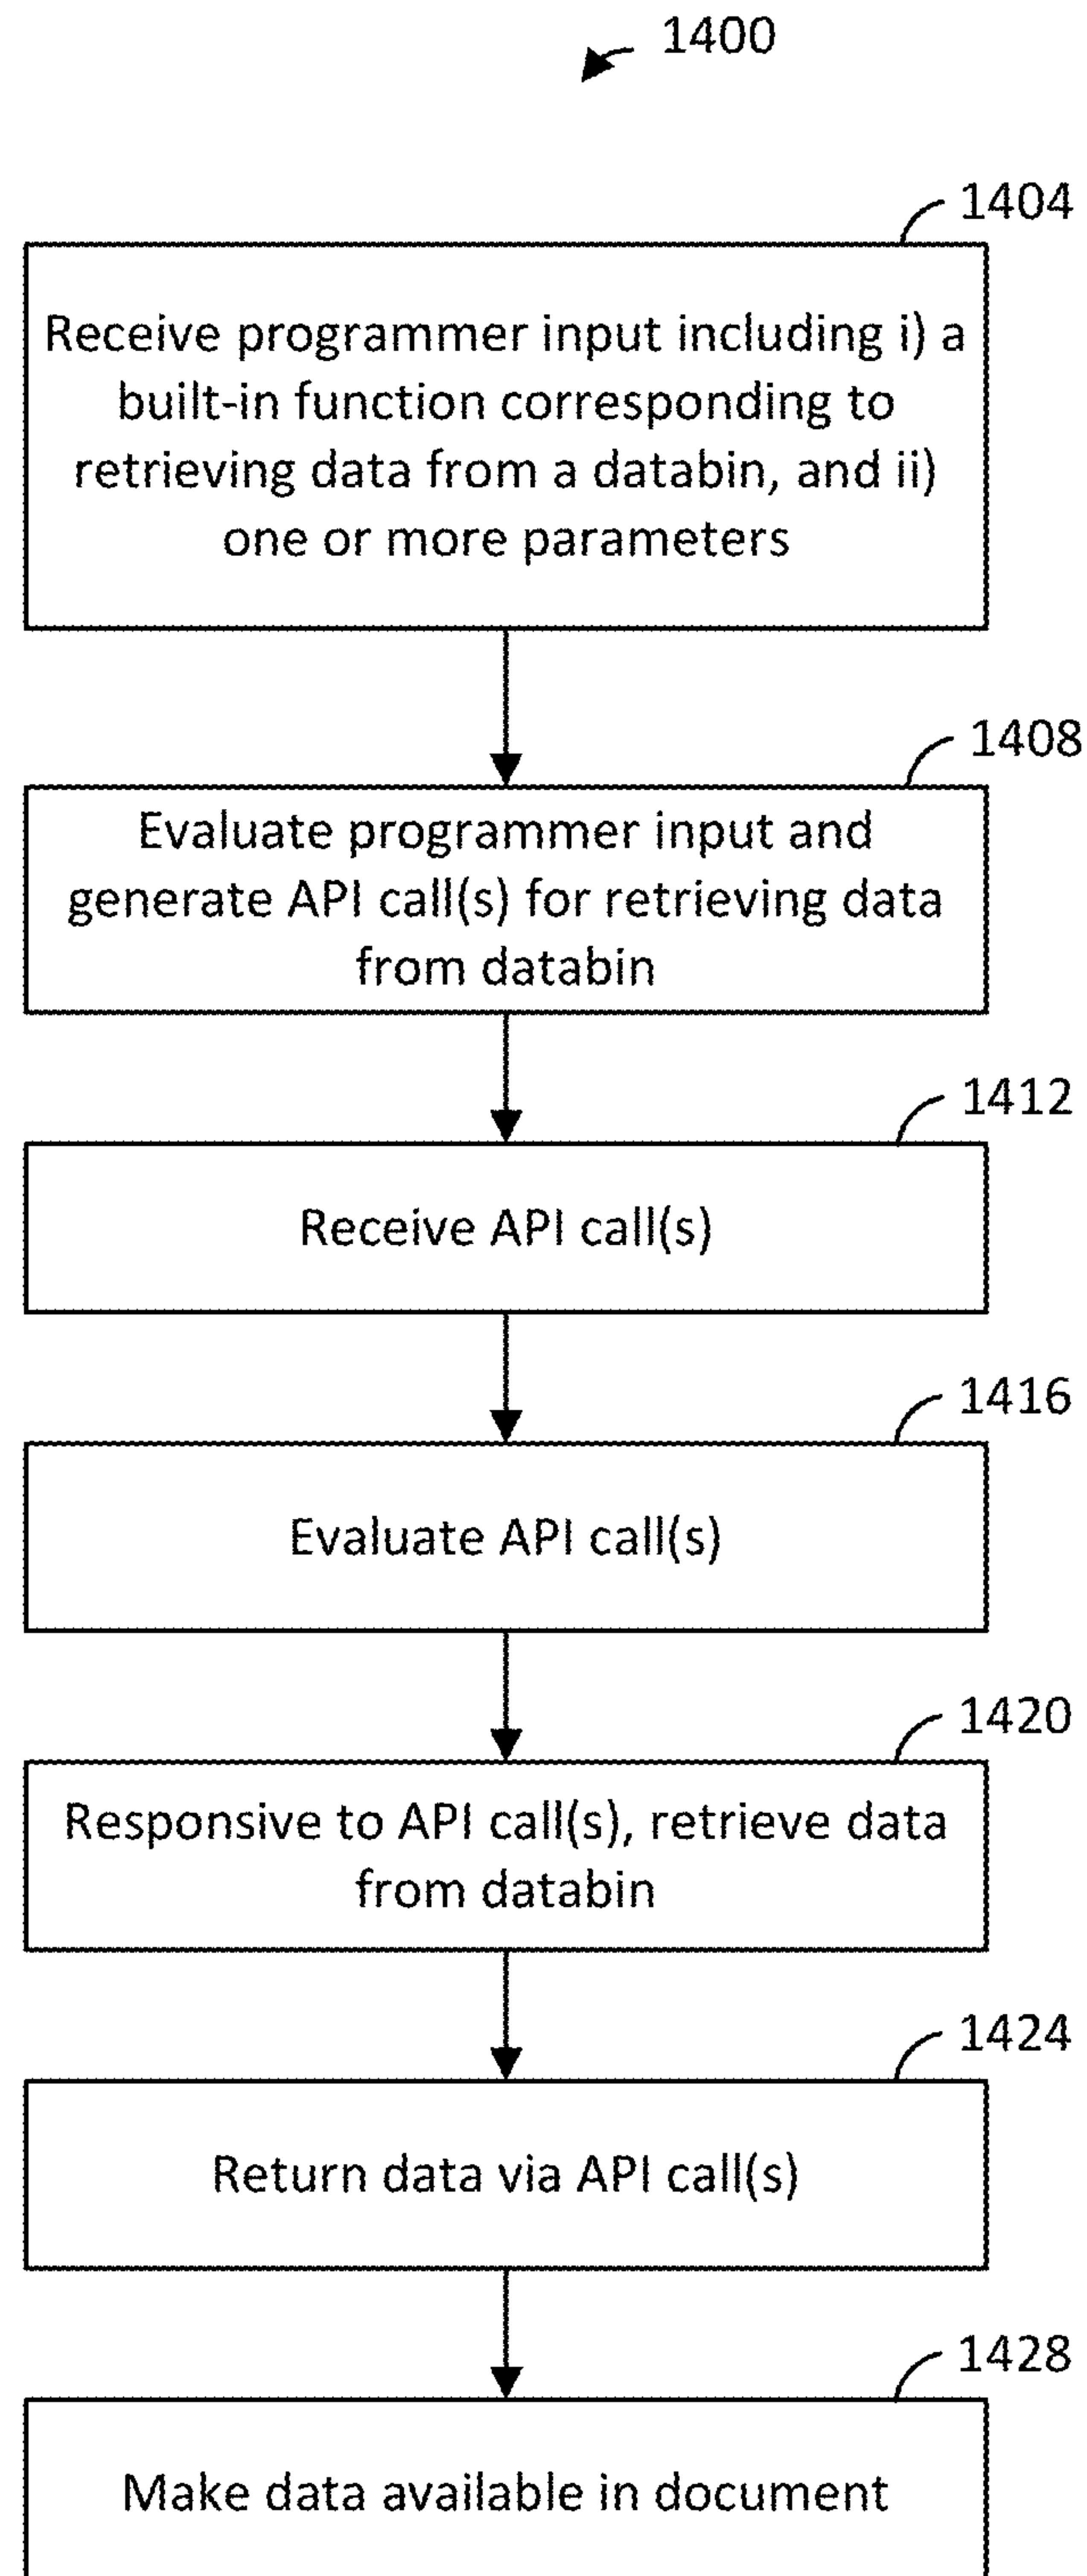 1400
1404
Receive programmer input including i) a
built-in function corresponding to
retrieving data from a databin, and ii)
one or more parameters
1408
Evaluate programmer input and
generate API call(s) for retrieving data
from databin
1412
Receive API call(s)
1416
Evaluate API call(s)
1420
Responsive to API call(s), retrieve data
from databin
1424
Return data via API call(s)
1428
Make data available in document